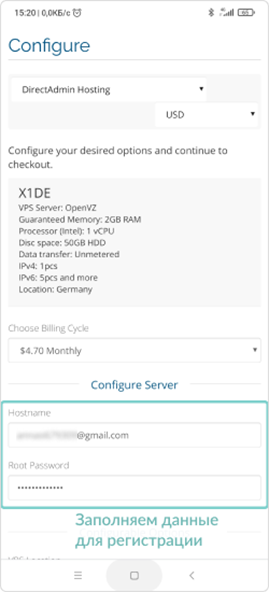 15:20 | 0,0КБ/с
Configure
DirectAdmin Hosting
USD
Configure your desired options and continue to
checkout.
X1DE
VPS Server: OpenVZ
Guaranteed Memory: 2GB RAM
Processor (Intel): 1 vCPU
Disc space: 50GB HDD
Data transfer: Unmetered
IPv4: 1pcs
IPv6: 5pcs and more
Location: Germany
Choose Billing Cycle
$4.70 Monthly
Configure Server
Hostname
@gmail.com
Root Password
•••••••••••••
Заполняем данные
для регистрации